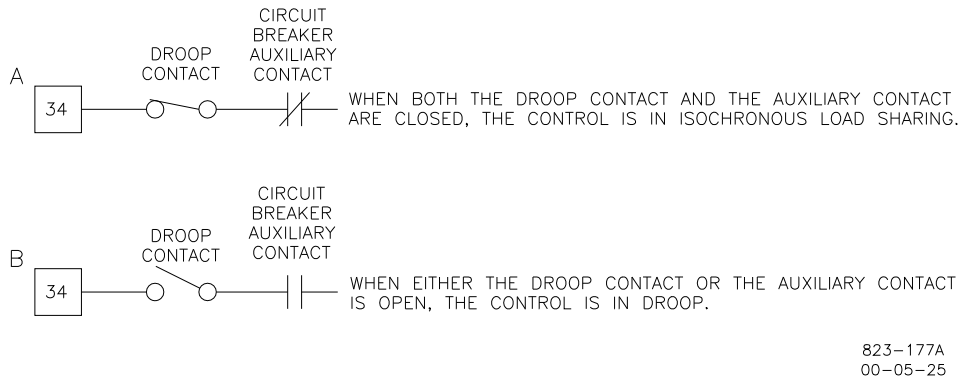 CIRCUIT
BREAKER
AUXILIARY
CONTACT
DROOP
CONTACT
A
34
WHEN BOTH THE DROOP CONTACT AND THE AUXILIARY CONTACT
ARE CLOSED, THE CONTROL IS IN ISOCHRONOUS LOAD SHARING.
CIRCUIT
BREAKER
AUXILIARY
CONTACT
DROOP
CONTACT
B
34
WHEN EITHER THE DROOP CONTACT OR THE AUXILIARY CONTACT
IS OPEN, THE CONTROL IS IN DROOP.
823-177A
00-05-25